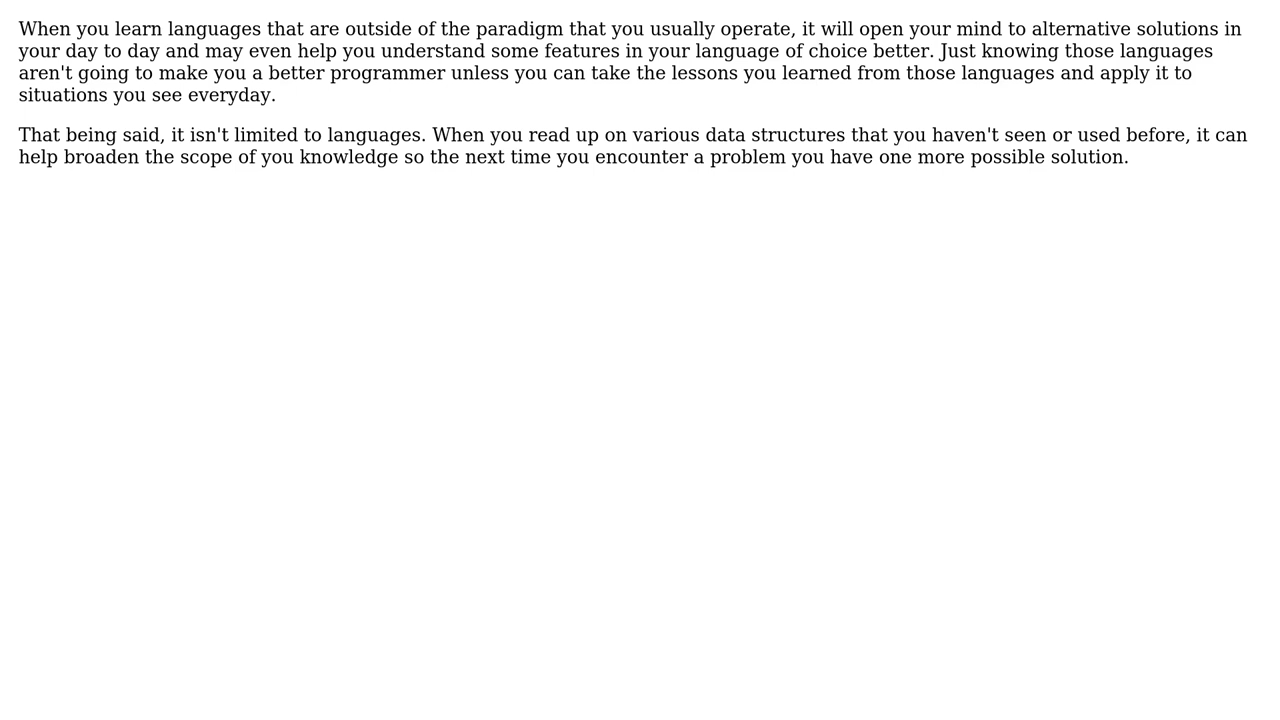 When you learn languages that are outside of the paradigm that you usually operate, it will open your mind to alternative solutions in
your day to day and may even help you understand some features in your language of choice better. Just knowing those languages
aren't going to make you a better programmer unless you can take the lessons you learned from those languages and apply it to
situations you see everyday.
That being said, it isn't limited to languages. When you read up on various data structures that you haven't seen or used before, it can
help broaden the scope of you knowledge so the next time you encounter a problem you have one more possible solution.